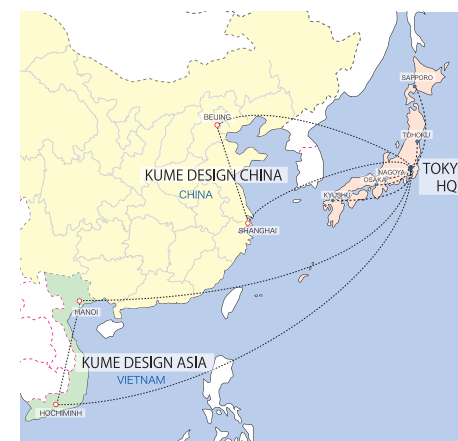 SAPPORO
BEIJING
TOHOKU
KUME DESIGN CHINA
CHINA
NAGOYA
TOKY
HQ
OSAKA
KYUSHU
SHANGHAI
HANOI
KUME DESIGN ASIA
VIETNAM
HOCHIMINH